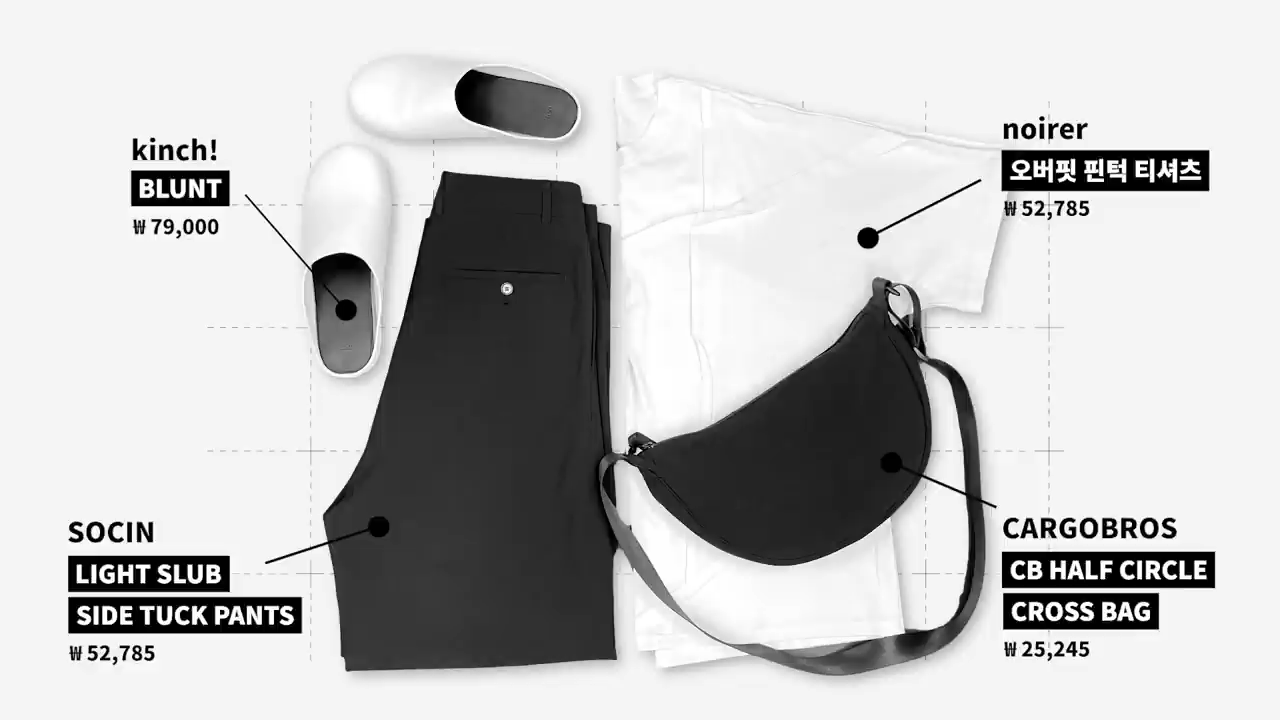 kinch!
BLUNT
₩ 79,000
noirer
오버핏 핀턱 티셔츠
₩ 52,785
SOCIN
LIGHT SLUB
SIDE TUCK PANTS
₩ 52,785
CARGOBROS
CB HALF CIRCLE
CROSS BAG
₩ 25,245